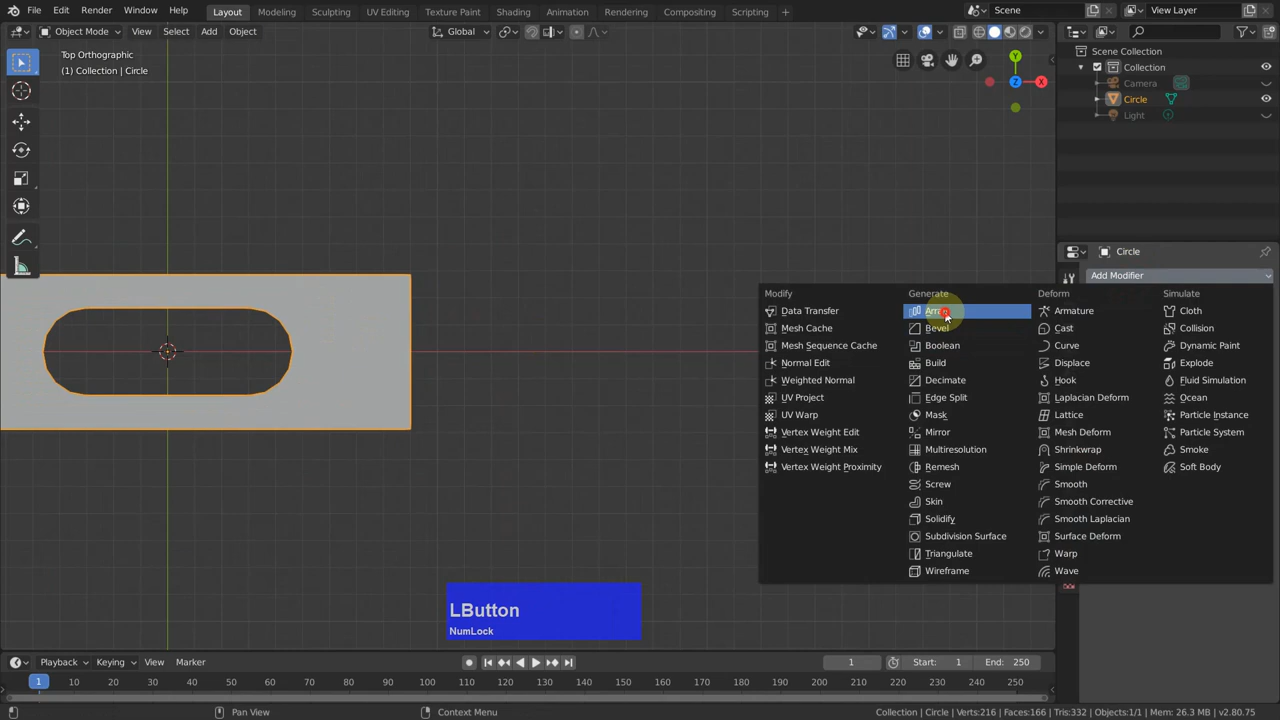 File Edit Render Window Help Layout Modeling Sculpting UV Editing Texture Paint Shading Animation Rendering Compositing Scripting + Scene View Layer
Object Mode View Select Add Object Global
Top Orthographic
(1) Collection | Circle
Y
Z
X
Scene Collection
Collection
Camera
Circle
Light
Circle
Add Modifier
Modify
Data Transfer
Mesh Cache
Mesh Sequence Cache
Normal Edit
Weighted Normal
UV Project
UV Warp
Vertex Weight Edit
Vertex Weight Mix
Vertex Weight Proximity
Generate
Array
Bevel
Boolean
Build
Decimate
Edge Split
Mask
Mirror
Multiresolution
Remesh
Screw
Skin
Solidify
Subdivision Surface
Triangulate
Wireframe
Deform
Armature
Cast
Curve
Displace
Hook
Laplacian Deform
Lattice
Mesh Deform
Shrinkwrap
Simple Deform
Smooth
Smooth Corrective
Smooth Laplacian
Surface Deform
Warp
Wave
Simulate
Cloth
Collision
Dynamic Paint
Explode
Fluid Simulation
Ocean
Particle Instance
Particle System
Smoke
Soft Body
LButton
NumLock
Playback Keying View Marker 1 Start: 1 End: 250
1 10 20 30 40 50 60 70 80 90 100 110 120 130 140 150 160 170 180 190 200 210 220 230 240 250
Pan View Context Menu Collection | Circle | Verts:216 | Faces:166 | Tris:332 | Objects:1/1 | Mem: 26.3 MB | v2.80.75